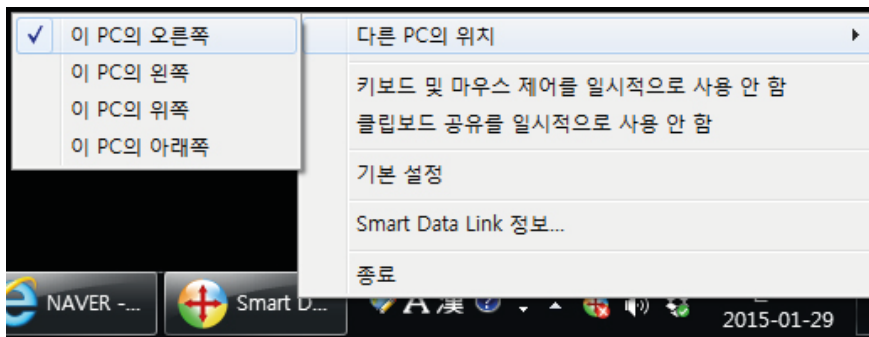 이 PC의 오른쪽
이 PC의 왼쪽
이 PC의 위쪽
이 PC의 아래쪽
다른 PC의 위치
키보드 및 마우스 제어를 일시적으로 사용 안 함
클립보드 공유를 일시적으로 사용 안 함
기본 설정
Smart Data Link 정보...
종료
NAVER -...
Smart D...
A 漢
2015-01-29